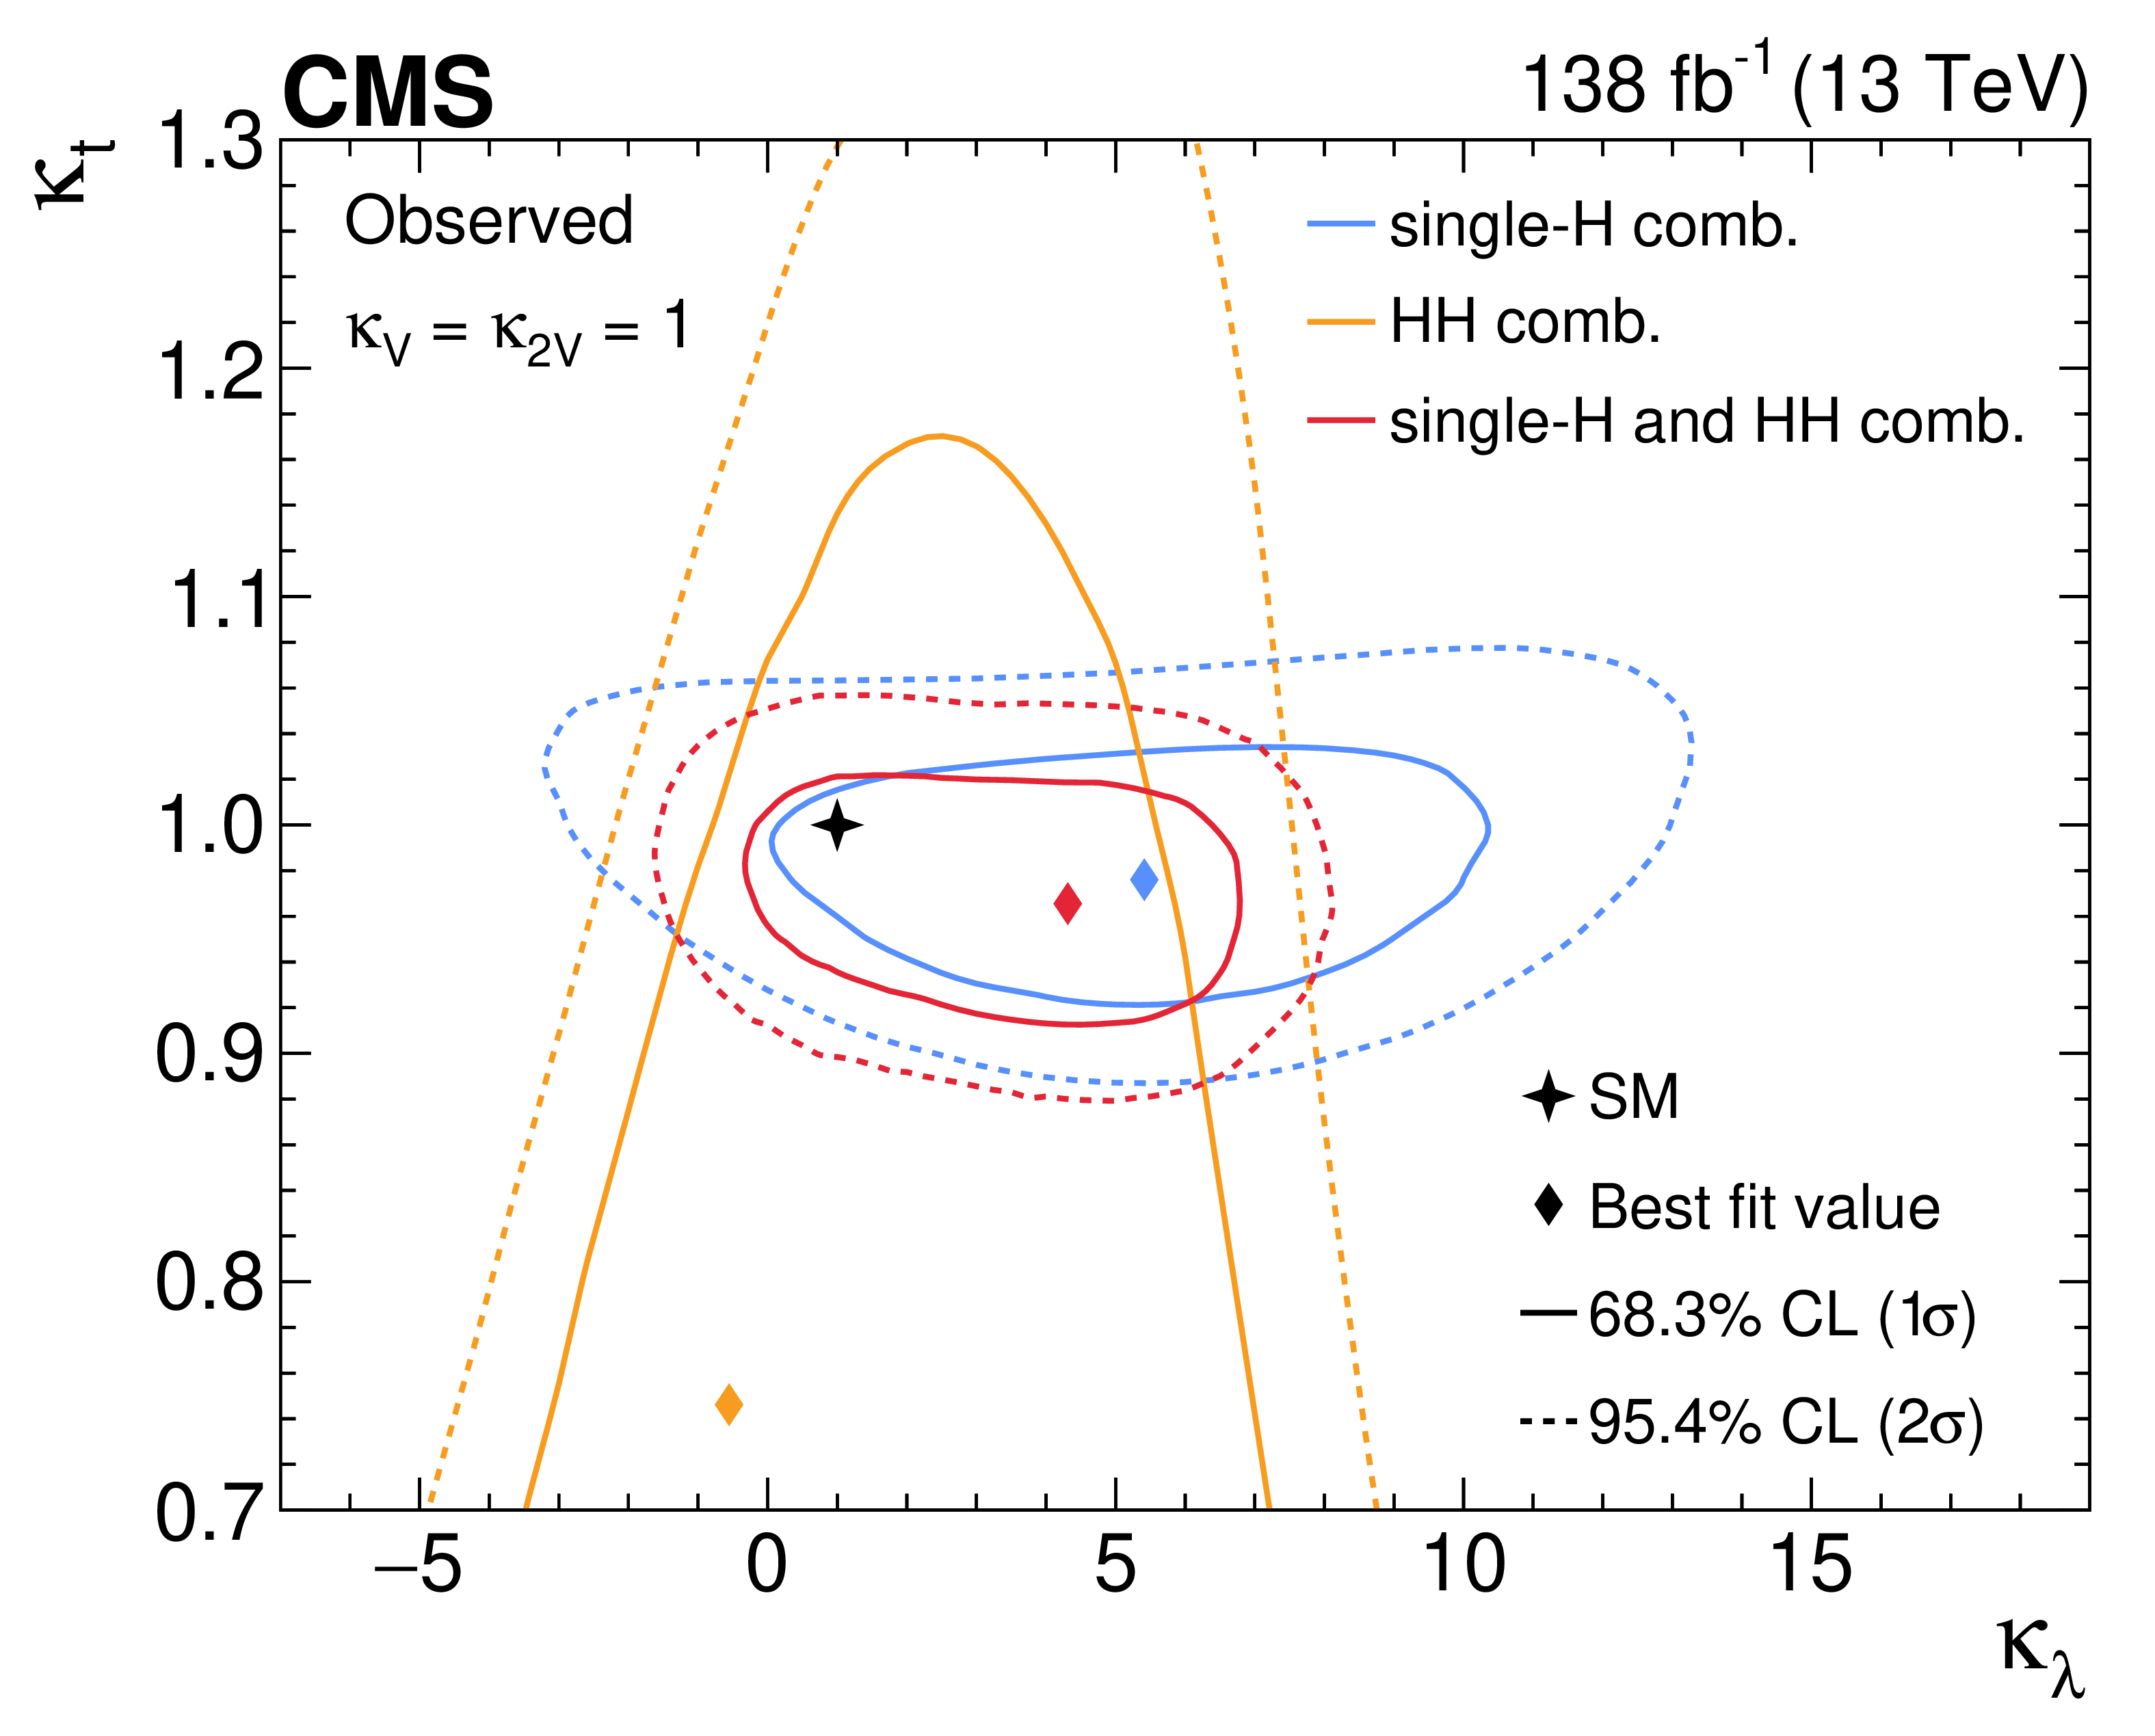 CMS
138 fb⁻¹ (13 TeV)
κt
1.3
1.2
1.1
1.0
0.9
0.8
0.7
Observed
κV = κ2V = 1
single-H comb.
HH comb.
single-H and HH comb.
SM
Best fit value
68.3% CL (1σ)
95.4% CL (2σ)
−5 0 5 10 15
κλ